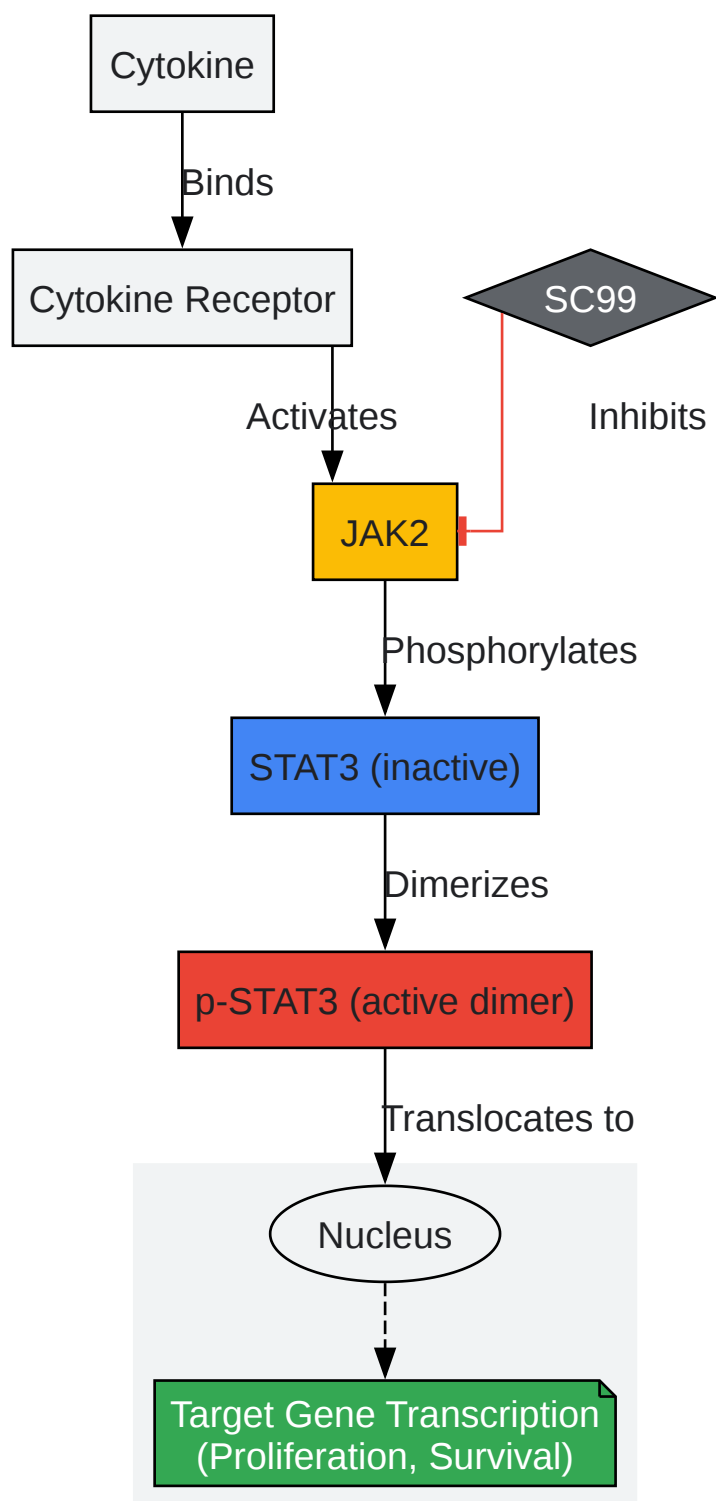 Cytokine
Binds
Cytokine Receptor
SC99
Activates
Inhibits
JAK2
Phosphorylates
STAT3 (inactive)
Dimerizes
p-STAT3 (active dimer)
Translocates to
Nucleus
Target Gene Transcription
(Proliferation, Survival)